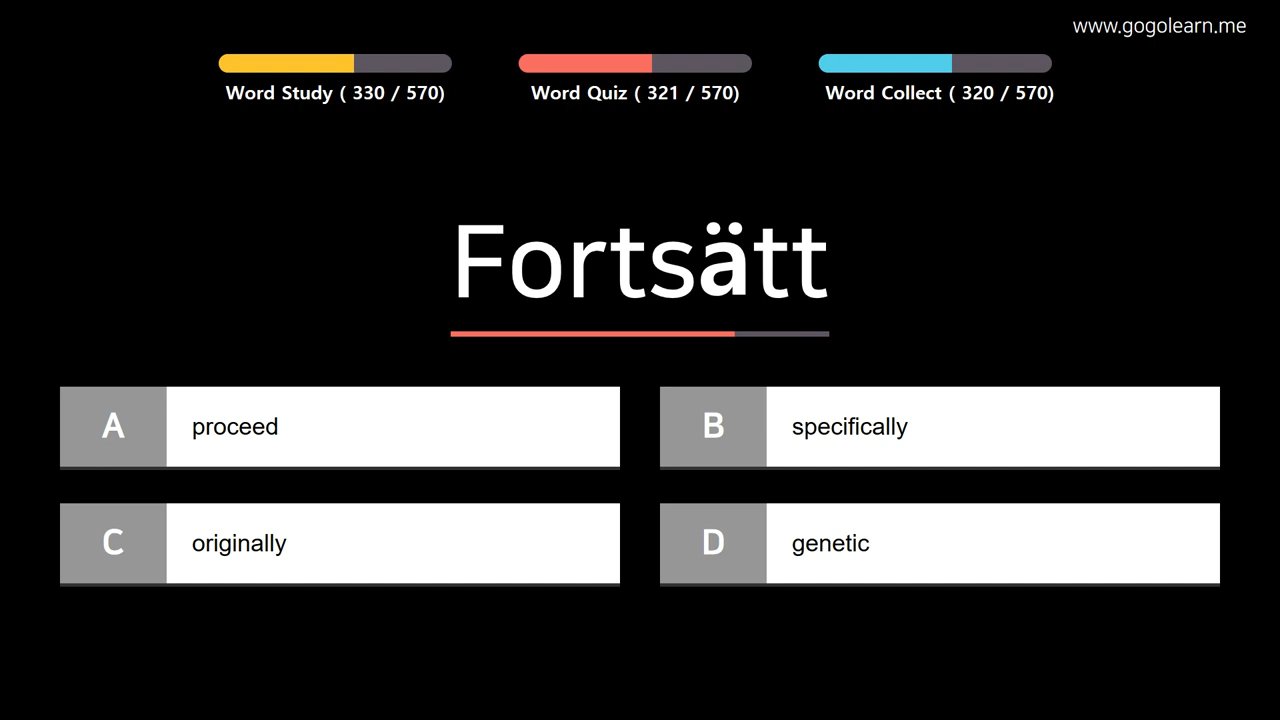 www.gogolearn.me
Word Study ( 330 / 570)
Word Quiz ( 321 / 570)
Word Collect ( 320 / 570)
Fortsätt
A proceed
B specifically
C originally
D genetic